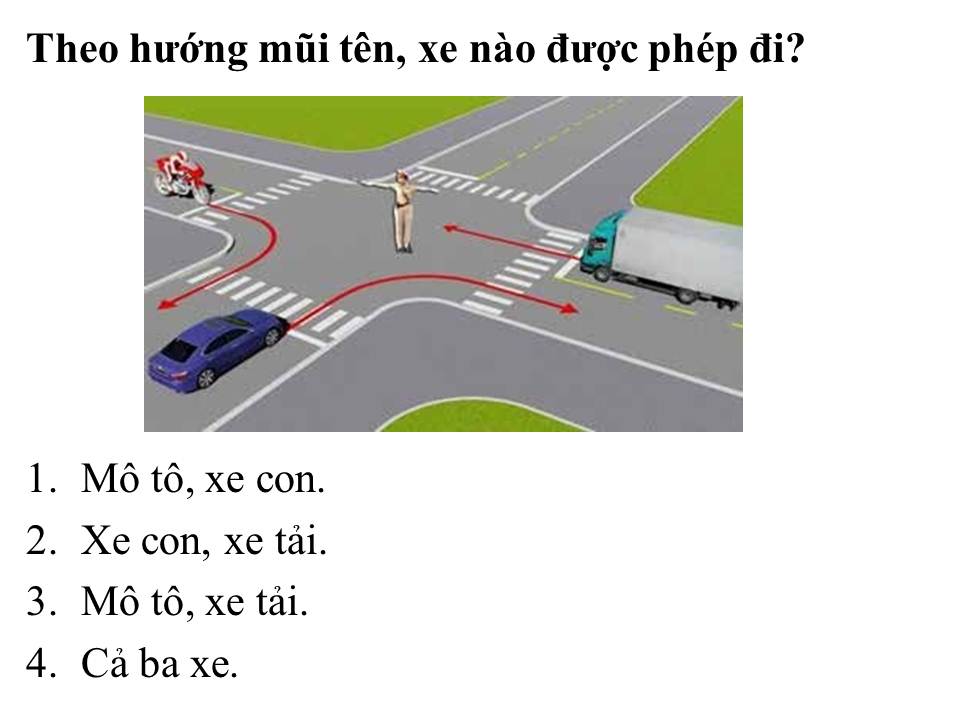 Theo hướng mũi tên, xe nào được phép đi?
1. Mô tô, xe con.
2. Xe con, xe tải.
3. Mô tô, xe tải.
4. Cả ba xe.